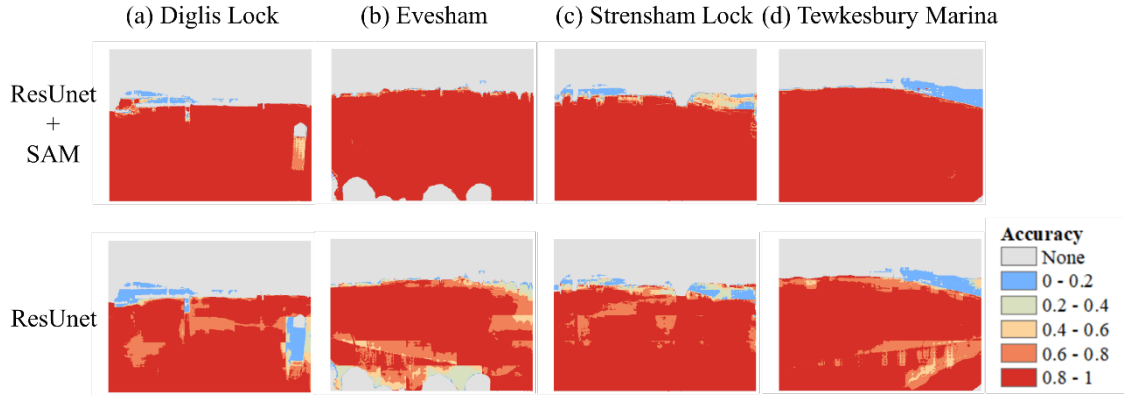 (a) Diglis Lock (b) Evesham (c) Strensham Lock (d) Tewkesbury Marina
ResUnet
+
SAM
ResUnet
Accuracy
None
0 - 0.2
0.2 - 0.4
0.4 - 0.6
0.6 - 0.8
0.8 - 1